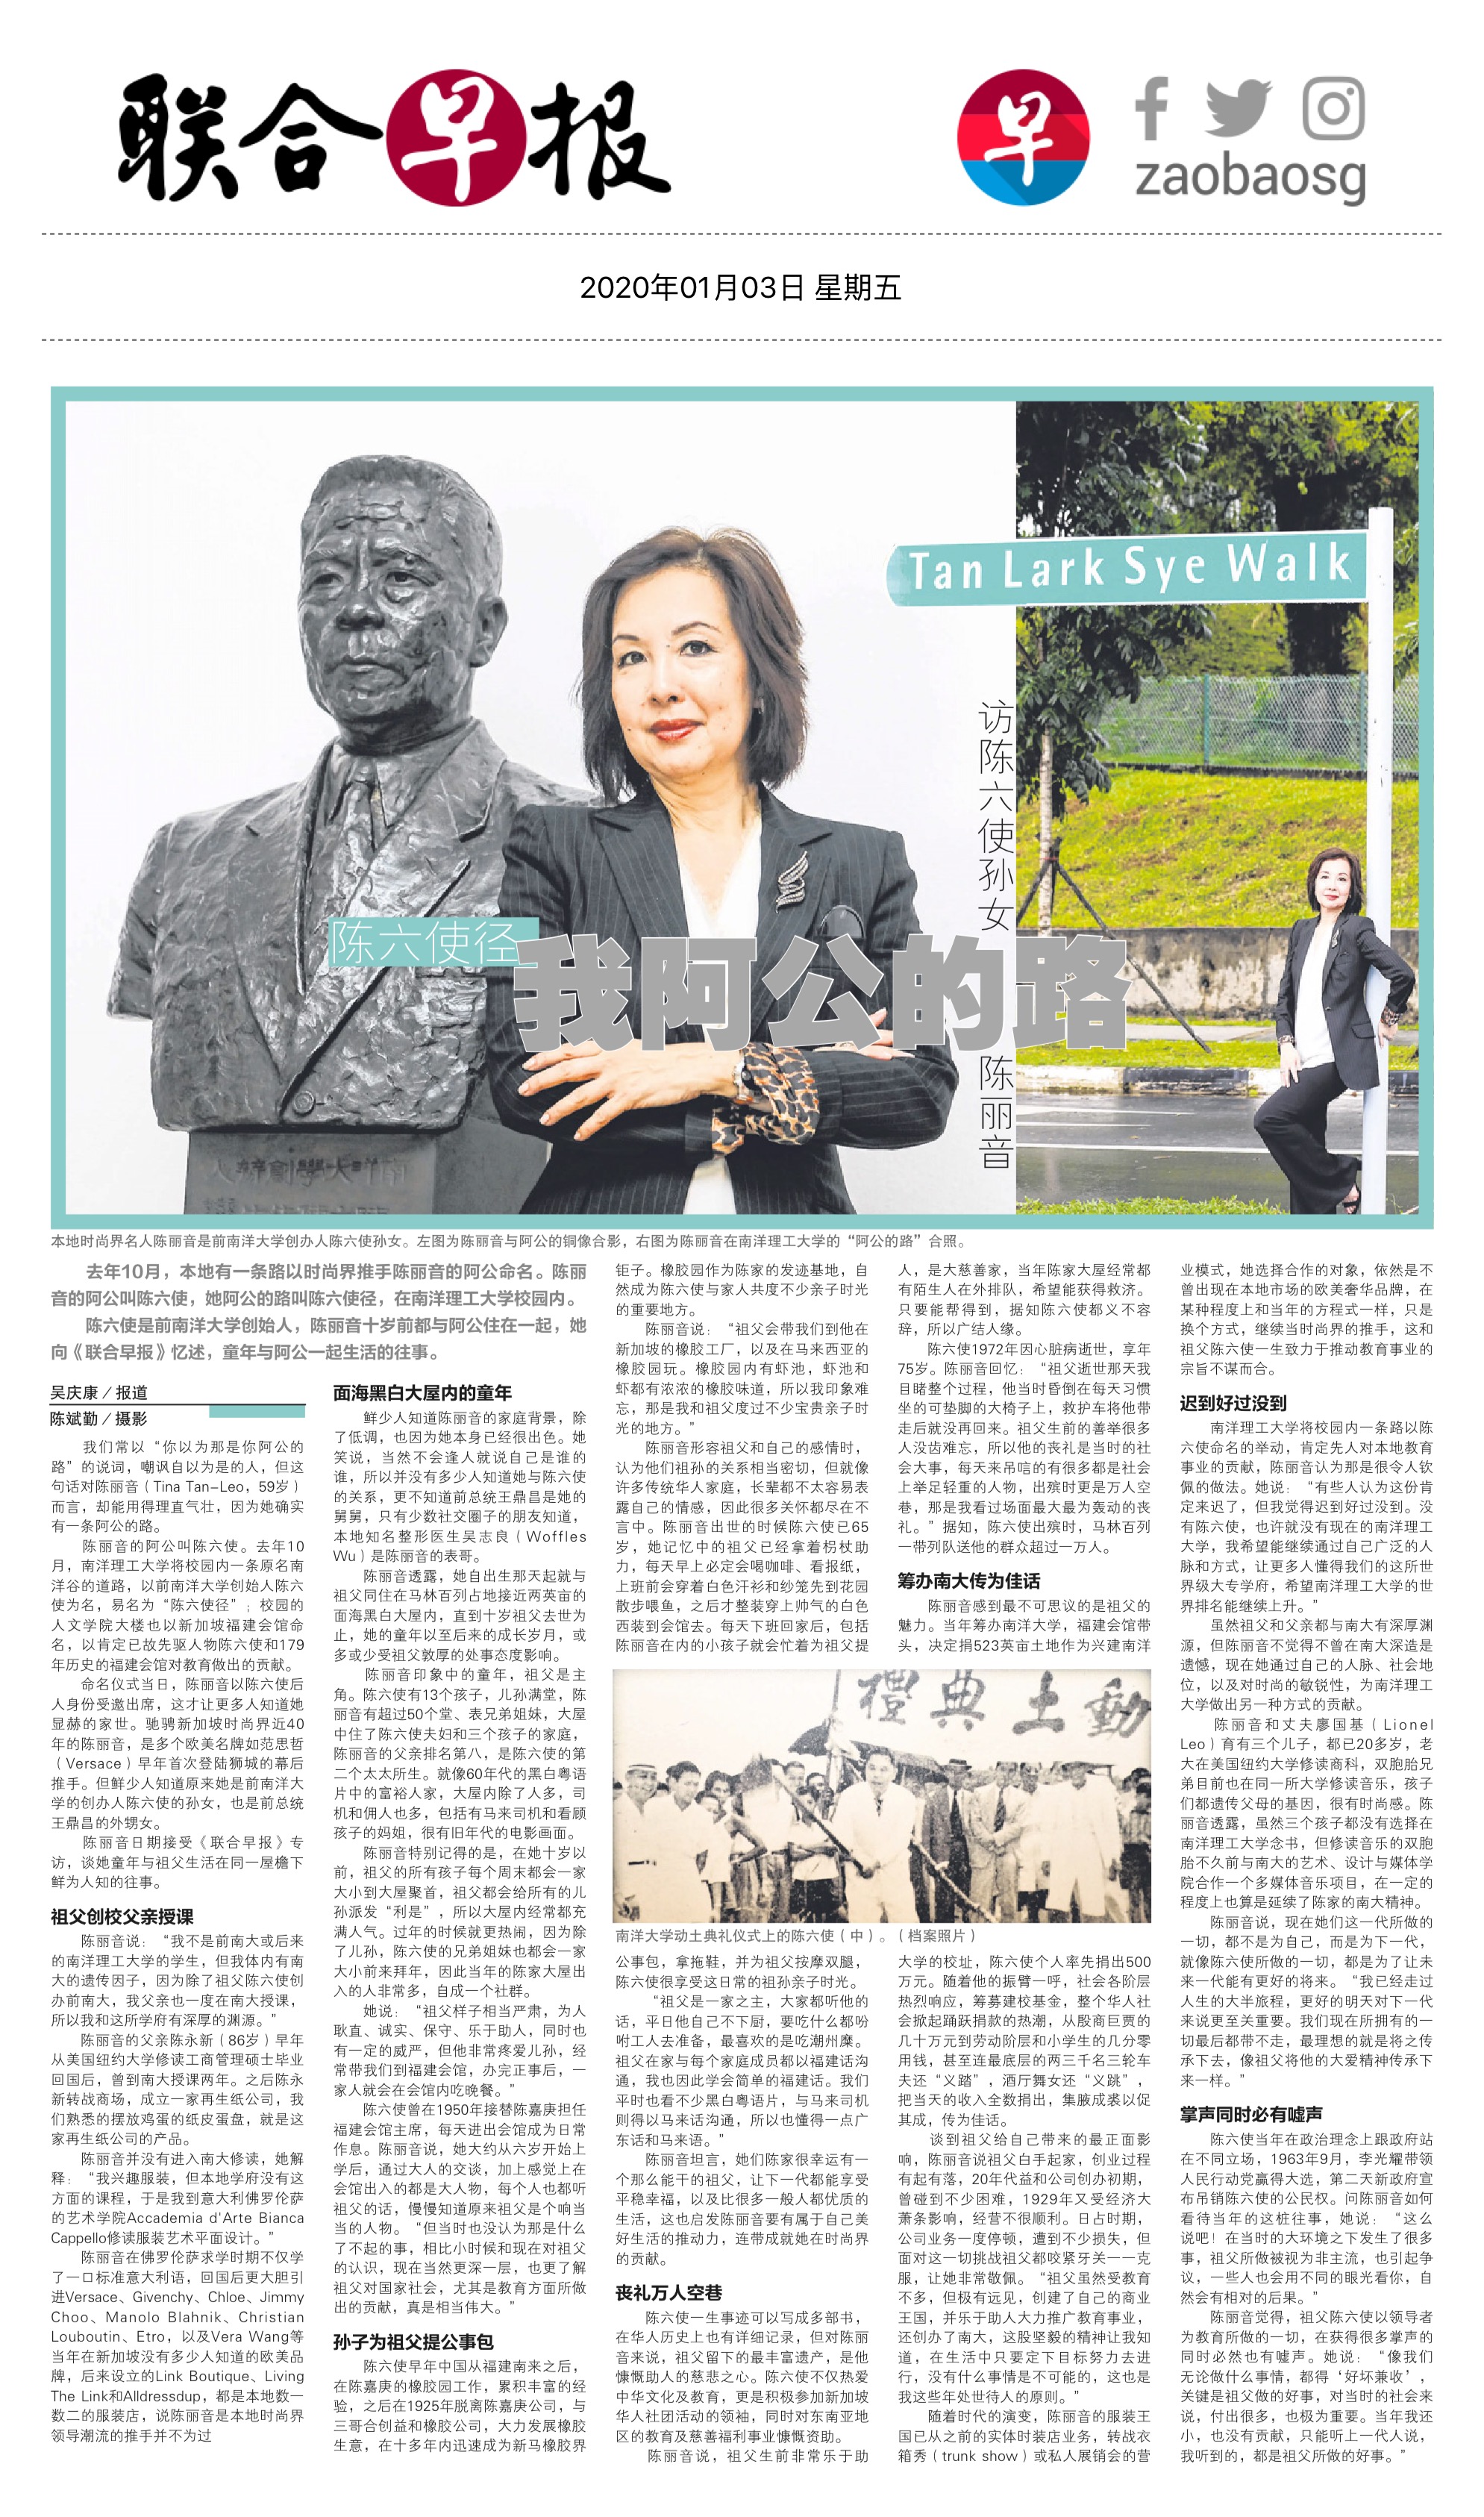 联合早报
早
zaobaosg
2020年01月03日 星期五
Tan Lark Sye Walk
访陈六使孙女
陈六使径
我阿公的路
陈丽音
本地时尚界名人陈丽音是前南洋大学创办人陈六使孙女。左图为陈丽音与阿公的铜像合影，右图为陈丽音在南洋理工大学的“阿公的路”合照。
去年10月，本地有一条路以时尚界推手陈丽音的阿公命名。陈丽
音的阿公叫陈六使，她阿公的路叫陈六使径，在南洋理工大学校园内。
陈六使是前南洋大学创始人，陈丽音十岁前都与阿公住在一起，她
向《联合早报》忆述，童年与阿公一起生活的往事。
吴庆康／报道
陈斌勤／摄影
我们常以“你以为那是你阿公的
路”的说词，嘲讽自以为是的人，但这
句话对陈丽音（Tina Tan-Leo，59岁）
而言，却能用得理直气壮，因为她确实
有一条阿公的路。
陈丽音的阿公叫陈六使。去年10
月，南洋理工大学将校园内一条原名南
洋谷的道路，以前南洋大学创始人陈六
使为名，易名为“陈六使径”；校园的
人文学院大楼也以新加坡福建会馆命
名，以肯定已故先驱人物陈六使和179
年历史的福建会馆对教育做出的贡献。
命名仪式当日，陈丽音以陈六使后
人身份受邀出席，这才让更多人知道她
显赫的家世。驰骋新加坡时尚界近40
年的陈丽音，是多个欧美名牌如范思哲
（Versace）早年首次登陆狮城的幕后
推手。但鲜少人知道原来她是前南洋大
学的创办人陈六使的孙女，也是前总统
王鼎昌的外甥女。
陈丽音日期接受《联合早报》专
访，谈她童年与祖父生活在同一屋檐下
鲜为人知的往事。
祖父创校父亲授课
陈丽音说：“我不是前南大或后来
的南洋理工大学的学生，但我体内有南
大的遗传因子，因为除了祖父陈六使创
办前南大，我父亲也一度在南大授课，
所以我和这所学府有深厚的渊源。”
陈丽音的父亲陈永新（86岁）早年
从美国纽约大学修读工商管理硕士毕业
回国后，曾到南大授课两年。之后陈永
新转战商场，成立一家再生纸公司，我
们熟悉的摆放鸡蛋的纸皮蛋盘，就是这
家再生纸公司的产品。
陈丽音并没有进入南大修读，她解
释：“我兴趣服装，但本地学府没有这
方面的课程，于是我到意大利佛罗伦萨
的艺术学院Accademia d'Arte Bianca
Cappello修读服装艺术平面设计。”
陈丽音在佛罗伦萨求学时期不仅学
了一口标准意大利语，回国后更大胆引
进Versace、Givenchy、Chloe、Jimmy
Choo、Manolo Blahnik、Christian
Louboutin、Etro，以及Vera Wang等
当年在新加坡没有多少人知道的欧美品
牌，后来设立的Link Boutique、Living
The Link和Alldressdup，都是本地数一
数二的服装店，说陈丽音是本地时尚界
领导潮流的推手并不为过
面海黑白大屋内的童年
鲜少人知道陈丽音的家庭背景，除
了低调，也因为她本身已经很出色。她
笑说，当然不会逢人就说自己是谁的
谁，所以并没有多少人知道她与陈六使
的关系，更不知道前总统王鼎昌是她的
舅舅，只有少数社交圈子的朋友知道，
本地知名整形医生吴志良（Woffles
Wu）是陈丽音的表哥。
陈丽音透露，她自出生那天起就与
祖父同住在马林百列占地接近两英亩的
面海黑白大屋内，直到十岁祖父去世为
止，她的童年以至后来的成长岁月，或
多或少受祖父敦厚的处事态度影响。
陈丽音印象中的童年，祖父是主
角。陈六使有13个孩子，儿孙满堂，陈
丽音有超过50个堂、表兄弟姐妹，大屋
中住了陈六使夫妇和三个孩子的家庭，
陈丽音的父亲排名第八，是陈六使的第
二个太太所生。就像60年代的黑白粤语
片中的富裕人家，大屋内除了人多，司
机和佣人也多，包括有马来司机和看顾
孩子的妈姐，很有旧年代的电影画面。
陈丽音特别记得的是，在她十岁以
前，祖父的所有孩子每个周末都会一家
大小到大屋聚首，祖父都会给所有的儿
孙派发“利是”，所以大屋内经常都充
满人气。过年的时候就更热闹，因为除
了儿孙，陈六使的兄弟姐妹也都会一家
大小前来拜年，因此当年的陈家大屋出
入的人非常多，自成一个社群。
她说：“祖父样子相当严肃，为人
耿直、诚实、保守、乐于助人，同时也
有一定的威严，但他非常疼爱儿孙，经
常带我们到福建会馆，办完正事后，一
家人就会在会馆内吃晚餐。”
陈六使曾在1950年接替陈嘉庚担任
福建会馆主席，每天进出会馆成为日常
作息。陈丽音说，她大约从六岁开始上
学后，通过大人的交谈，加上感觉上在
会馆出入的都是大人物，每个人也都听
祖父的话，慢慢知道原来祖父是个响当
当的人物。“但当时也没认为那是什么
了不起的事，相比小时候和现在对祖父
的认识，现在当然更深一层，也更了解
祖父对国家社会，尤其是教育方面所做
出的贡献，真是相当伟大。”
孙子为祖父提公事包
陈六使早年中国从福建南来之后，
在陈嘉庚的橡胶园工作，累积丰富的经
验，之后在1925年脱离陈嘉庚公司，与
三哥合创益和橡胶公司，大力发展橡胶
生意，在十多年内迅速成为新马橡胶界
钜子。橡胶园作为陈家的发迹基地，自
然成为陈六使与家人共度不少亲子时光
的重要地方。
陈丽音说：“祖父会带我们到他在
新加坡的橡胶工厂，以及在马来西亚的
橡胶园玩。橡胶园内有虾池，虾池和
虾都有浓浓的橡胶味道，所以我印象难
忘，那是我和祖父度过不少宝贵亲子时
光的地方。”
陈丽音形容祖父和自己的感情时，
认为他们祖孙的关系相当密切，但就像
许多传统华人家庭，长辈都不太容易表
露自己的情感，因此很多关怀都尽在不
言中。陈丽音出世的时候陈六使已65
岁，她记忆中的祖父已经拿着枴杖助
力，每天早上必定会喝咖啡、看报纸，
上班前会穿着白色汗衫和纱笼先到花园
散步喂鱼，之后才整装穿上帅气的白色
西装到会馆去。每天下班回家后，包括
陈丽音在内的小孩子就会忙着为祖父提
動土典禮
南洋大学动土典礼仪式上的陈六使（中）。（档案照片）
公事包，拿拖鞋，并为祖父按摩双腿，
陈六使很享受这日常的祖孙亲子时光。
“祖父是一家之主，大家都听他的
话，平日他自己不下厨，要吃什么都吩
咐工人去准备，最喜欢的是吃潮州糜。
祖父在家与每个家庭成员都以福建话沟
通，我也因此学会简单的福建话。我们
平时也看不少黑白粤语片，与马来司机
则得以马来话沟通，所以也懂得一点广
东话和马来语。”
陈丽音坦言，她们陈家很幸运有一
个那么能干的祖父，让下一代都能享受
平稳幸福，以及比很多一般人都优质的
生活，这也启发陈丽音要有属于自己美
好生活的推动力，连带成就她在时尚界
的贡献。
丧礼万人空巷
陈六使一生事迹可以写成多部书，
在华人历史上也有详细记录，但对陈丽
音来说，祖父留下的最丰富遗产，是他
慷慨助人的慈悲之心。陈六使不仅热爱
中华文化及教育，更是积极参加新加坡
华人社团活动的领袖，同时对东南亚地
区的教育及慈善福利事业慷慨资助。
陈丽音说，祖父生前非常乐于助
人，是大慈善家，当年陈家大屋经常都
有陌生人在外排队，希望能获得救济。
只要能帮得到，据知陈六使都义不容
辞，所以广结人缘。
陈六使1972年因心脏病逝世，享年
75岁。陈丽音回忆：“祖父逝世那天我
目睹整个过程，他当时昏倒在每天习惯
坐的可垫脚的大椅子上，救护车将他带
走后就没再回来。祖父生前的善举很多
人没齿难忘，所以他的丧礼是当时的社
会大事，每天来吊唁的有很多都是社会
上举足轻重的人物，出殡时更是万人空
巷，那是我看过场面最大最为轰动的丧
礼。”据知，陈六使出殡时，马林百列
一带列队送他的群众超过一万人。
筹办南大传为佳话
陈丽音感到最不可思议的是祖父的
魅力。当年筹办南洋大学，福建会馆带
头，决定捐523英亩土地作为兴建南洋
大学的校址，陈六使个人率先捐出500
万元。随着他的振臂一呼，社会各阶层
热烈响应，筹募建校基金，整个华人社
会掀起踊跃捐款的热潮，从殷商巨贾的
几十万元到劳动阶层和小学生的几分零
用钱，甚至连最底层的两三千名三轮车
夫还“义踏”，酒厅舞女还“义跳”，
把当天的收入全数捐出，集腋成裘以促
其成，传为佳话。
谈到祖父给自己带来的最正面影
响，陈丽音说祖父白手起家，创业过程
有起有落，20年代益和公司创办初期，
曾碰到不少困难，1929年又受经济大
萧条影响，经营不很顺利。日占时期，
公司业务一度停顿，遭到不少损失，但
面对这一切挑战祖父都咬紧牙关一一克
服，让她非常敬佩。“祖父虽然受教育
不多，但极有远见，创建了自己的商业
王国，并乐于助人大力推广教育事业，
还创办了南大，这股坚毅的精神让我知
道，在生活中只要定下目标努力去进
行，没有什么事情是不可能的，这也是
我这些年处世待人的原则。”
随着时代的演变，陈丽音的服装王
国已从之前的实体时装店业务，转战衣
箱秀（trunk show）或私人展销会的营
业模式，她选择合作的对象，依然是不
曾出现在本地市场的欧美奢华品牌，在
某种程度上和当年的方程式一样，只是
换个方式，继续当时尚界的推手，这和
祖父陈六使一生致力于推动教育事业的
宗旨不谋而合。
迟到好过没到
南洋理工大学将校园内一条路以陈
六使命名的举动，肯定先人对本地教育
事业的贡献，陈丽音认为那是很令人钦
佩的做法。她说：“有些人认为这份肯
定来迟了，但我觉得迟到好过没到。没
有陈六使，也许就没有现在的南洋理工
大学，我希望能继续通过自己广泛的人
脉和方式，让更多人懂得我们的这所世
界级大专学府，希望南洋理工大学的世
界排名能继续上升。”
虽然祖父和父亲都与南大有深厚渊
源，但陈丽音不觉得不曾在南大深造是
遗憾，现在她通过自己的人脉、社会地
位，以及对时尚的敏锐性，为南洋理工
大学做出另一种方式的贡献。
陈丽音和丈夫廖国基（Lionel
Leo）育有三个儿子，都已20多岁，老
大在美国纽约大学修读商科，双胞胎兄
弟目前也在同一所大学修读音乐，孩子
们都遗传父母的基因，很有时尚感。陈
丽音透露，虽然三个孩子都没有选择在
南洋理工大学念书，但修读音乐的双胞
胎不久前与南大的艺术、设计与媒体学
院合作一个多媒体音乐项目，在一定的
程度上也算是延续了陈家的南大精神。
陈丽音说，现在她们这一代所做的
一切，都不是为自己，而是为下一代，
就像陈六使所做的一切，都是为了让未
来一代能有更好的将来。“我已经走过
人生的大半旅程，更好的明天对下一代
来说更至关重要。我们现在所拥有的一
切最后都带不走，最理想的就是将之传
承下去，像祖父将他的大爱精神传承下
来一样。”
掌声同时必有嘘声
陈六使当年在政治理念上跟政府站
在不同立场，1963年9月，李光耀带领
人民行动党赢得大选，第二天新政府宣
布吊销陈六使的公民权。问陈丽音如何
看待当年的这桩往事，她说：“这么
说吧！在当时的大环境之下发生了很多
事，祖父所做被视为非主流，也引起争
议，一些人也会用不同的眼光看你，自
然会有相对的后果。”
陈丽音觉得，祖父陈六使以领导者
为教育所做的一切，在获得很多掌声的
同时必然也有嘘声。她说：“像我们
无论做什么事情，都得‘好坏兼收’，
关键是祖父做的好事，对当时的社会来
说，付出很多，也极为重要。当年我还
小，也没有贡献，只能听上一代人说，
我听到的，都是祖父所做的好事。”